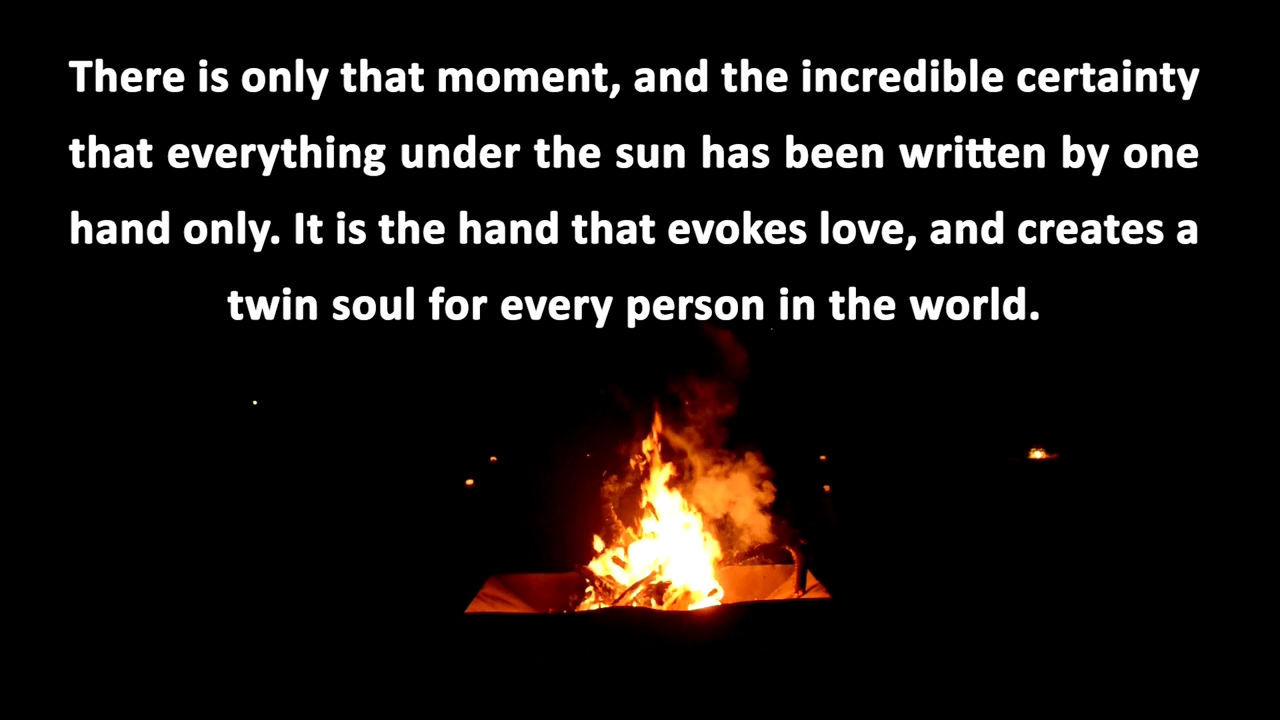 There is only that moment, and the incredible certainty
that everything under the sun has been written by one
hand only. It is the hand that evokes love, and creates a
twin soul for every person in the world.